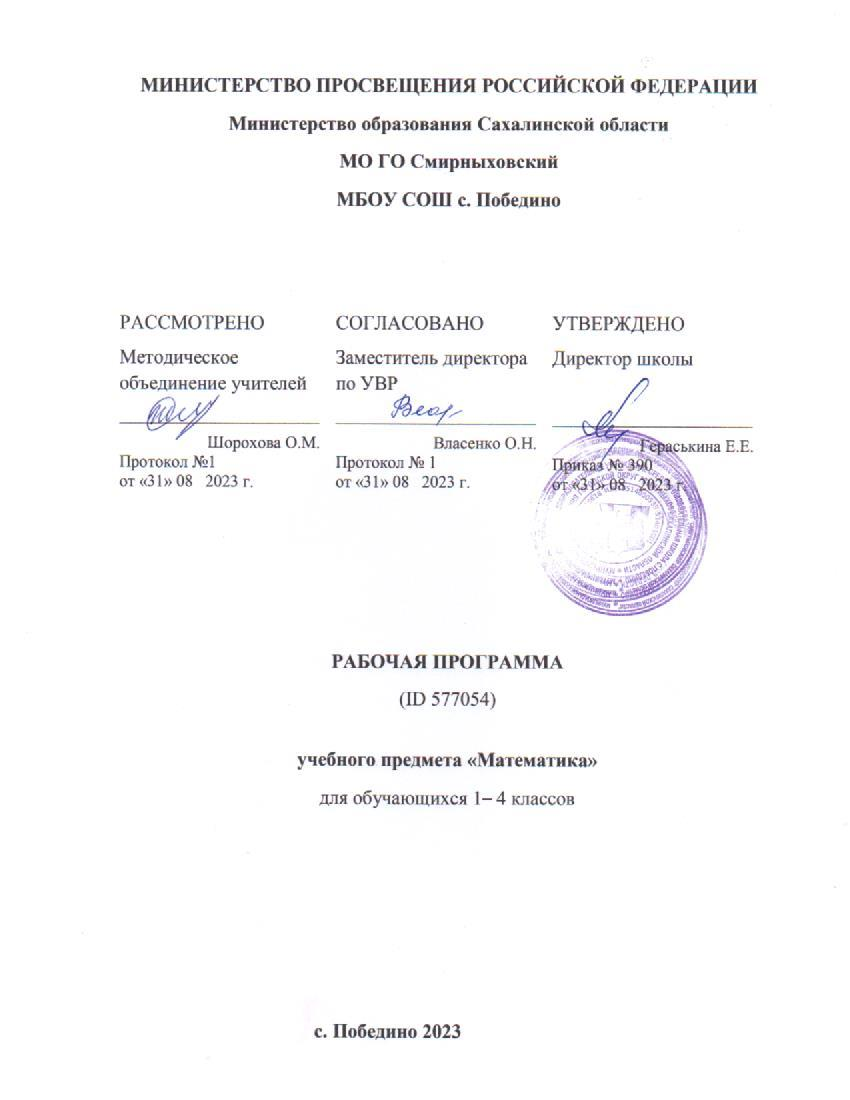 МИНИСТЕРСТВО ПРОСВЕЩЕНИЯ РОССИЙСКОЙ ФЕДЕРАЦИИ
Министерство образования Сахалинской области
МО ГО Смирныховский
МБОУ СОШ с. Победино
РАССМОТРЕНО
Методическое
объединение учителей
Шорохова О.М.
Протокол №1
от «31» 08 2023 г.
СОГЛАСОВАНО
Заместитель директора
по УВР
Власенко О.Н.
Протокол № 1
от «31» 08 2023 г.
УТВЕРЖДЕНО
Директор школы
Гераськина Е.Е.
Приказ № 390
от «31» 08 2023 г.
РАБОЧАЯ ПРОГРАММА
(ID 577054)
учебного предмета «Математика»
для обучающихся 1– 4 классов
с. Победино 2023